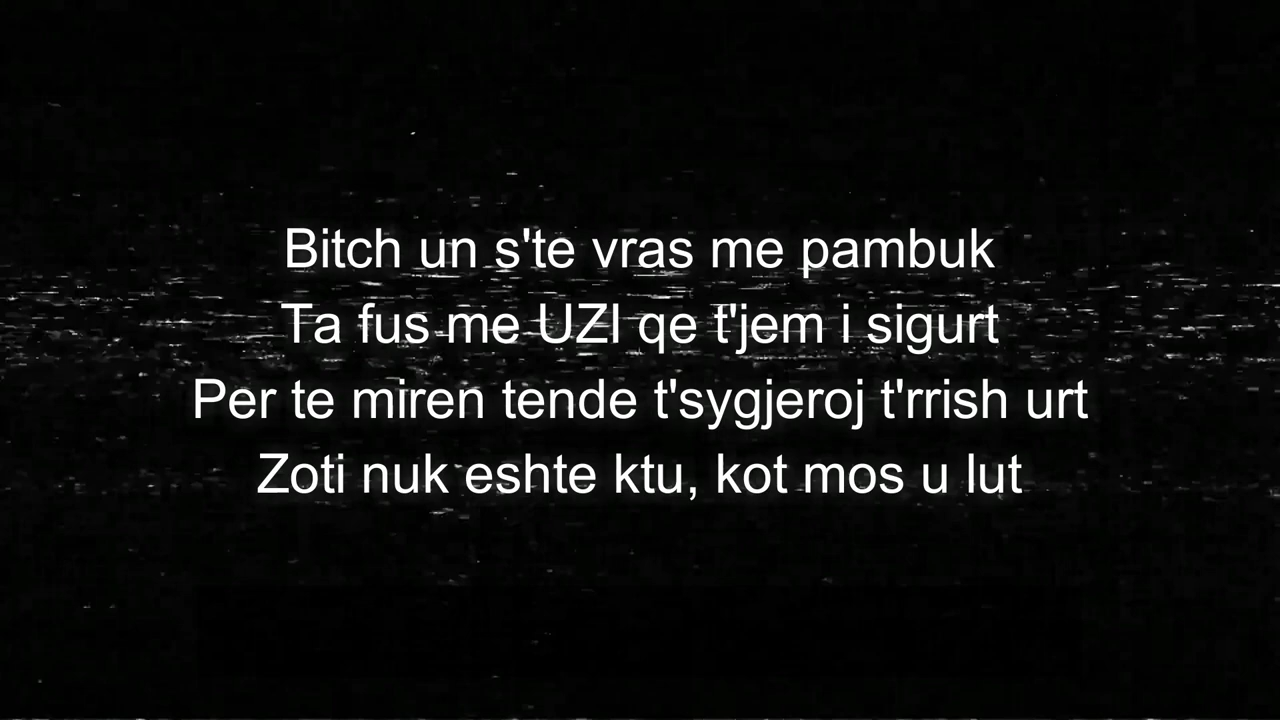 Bitch un s'te vras me pambuk
Ta fus me UZI qe t'jem i sigurt
Per te miren tende t'sygjeroj t'rrish urt
Zoti nuk eshte ktu, kot mos u lut